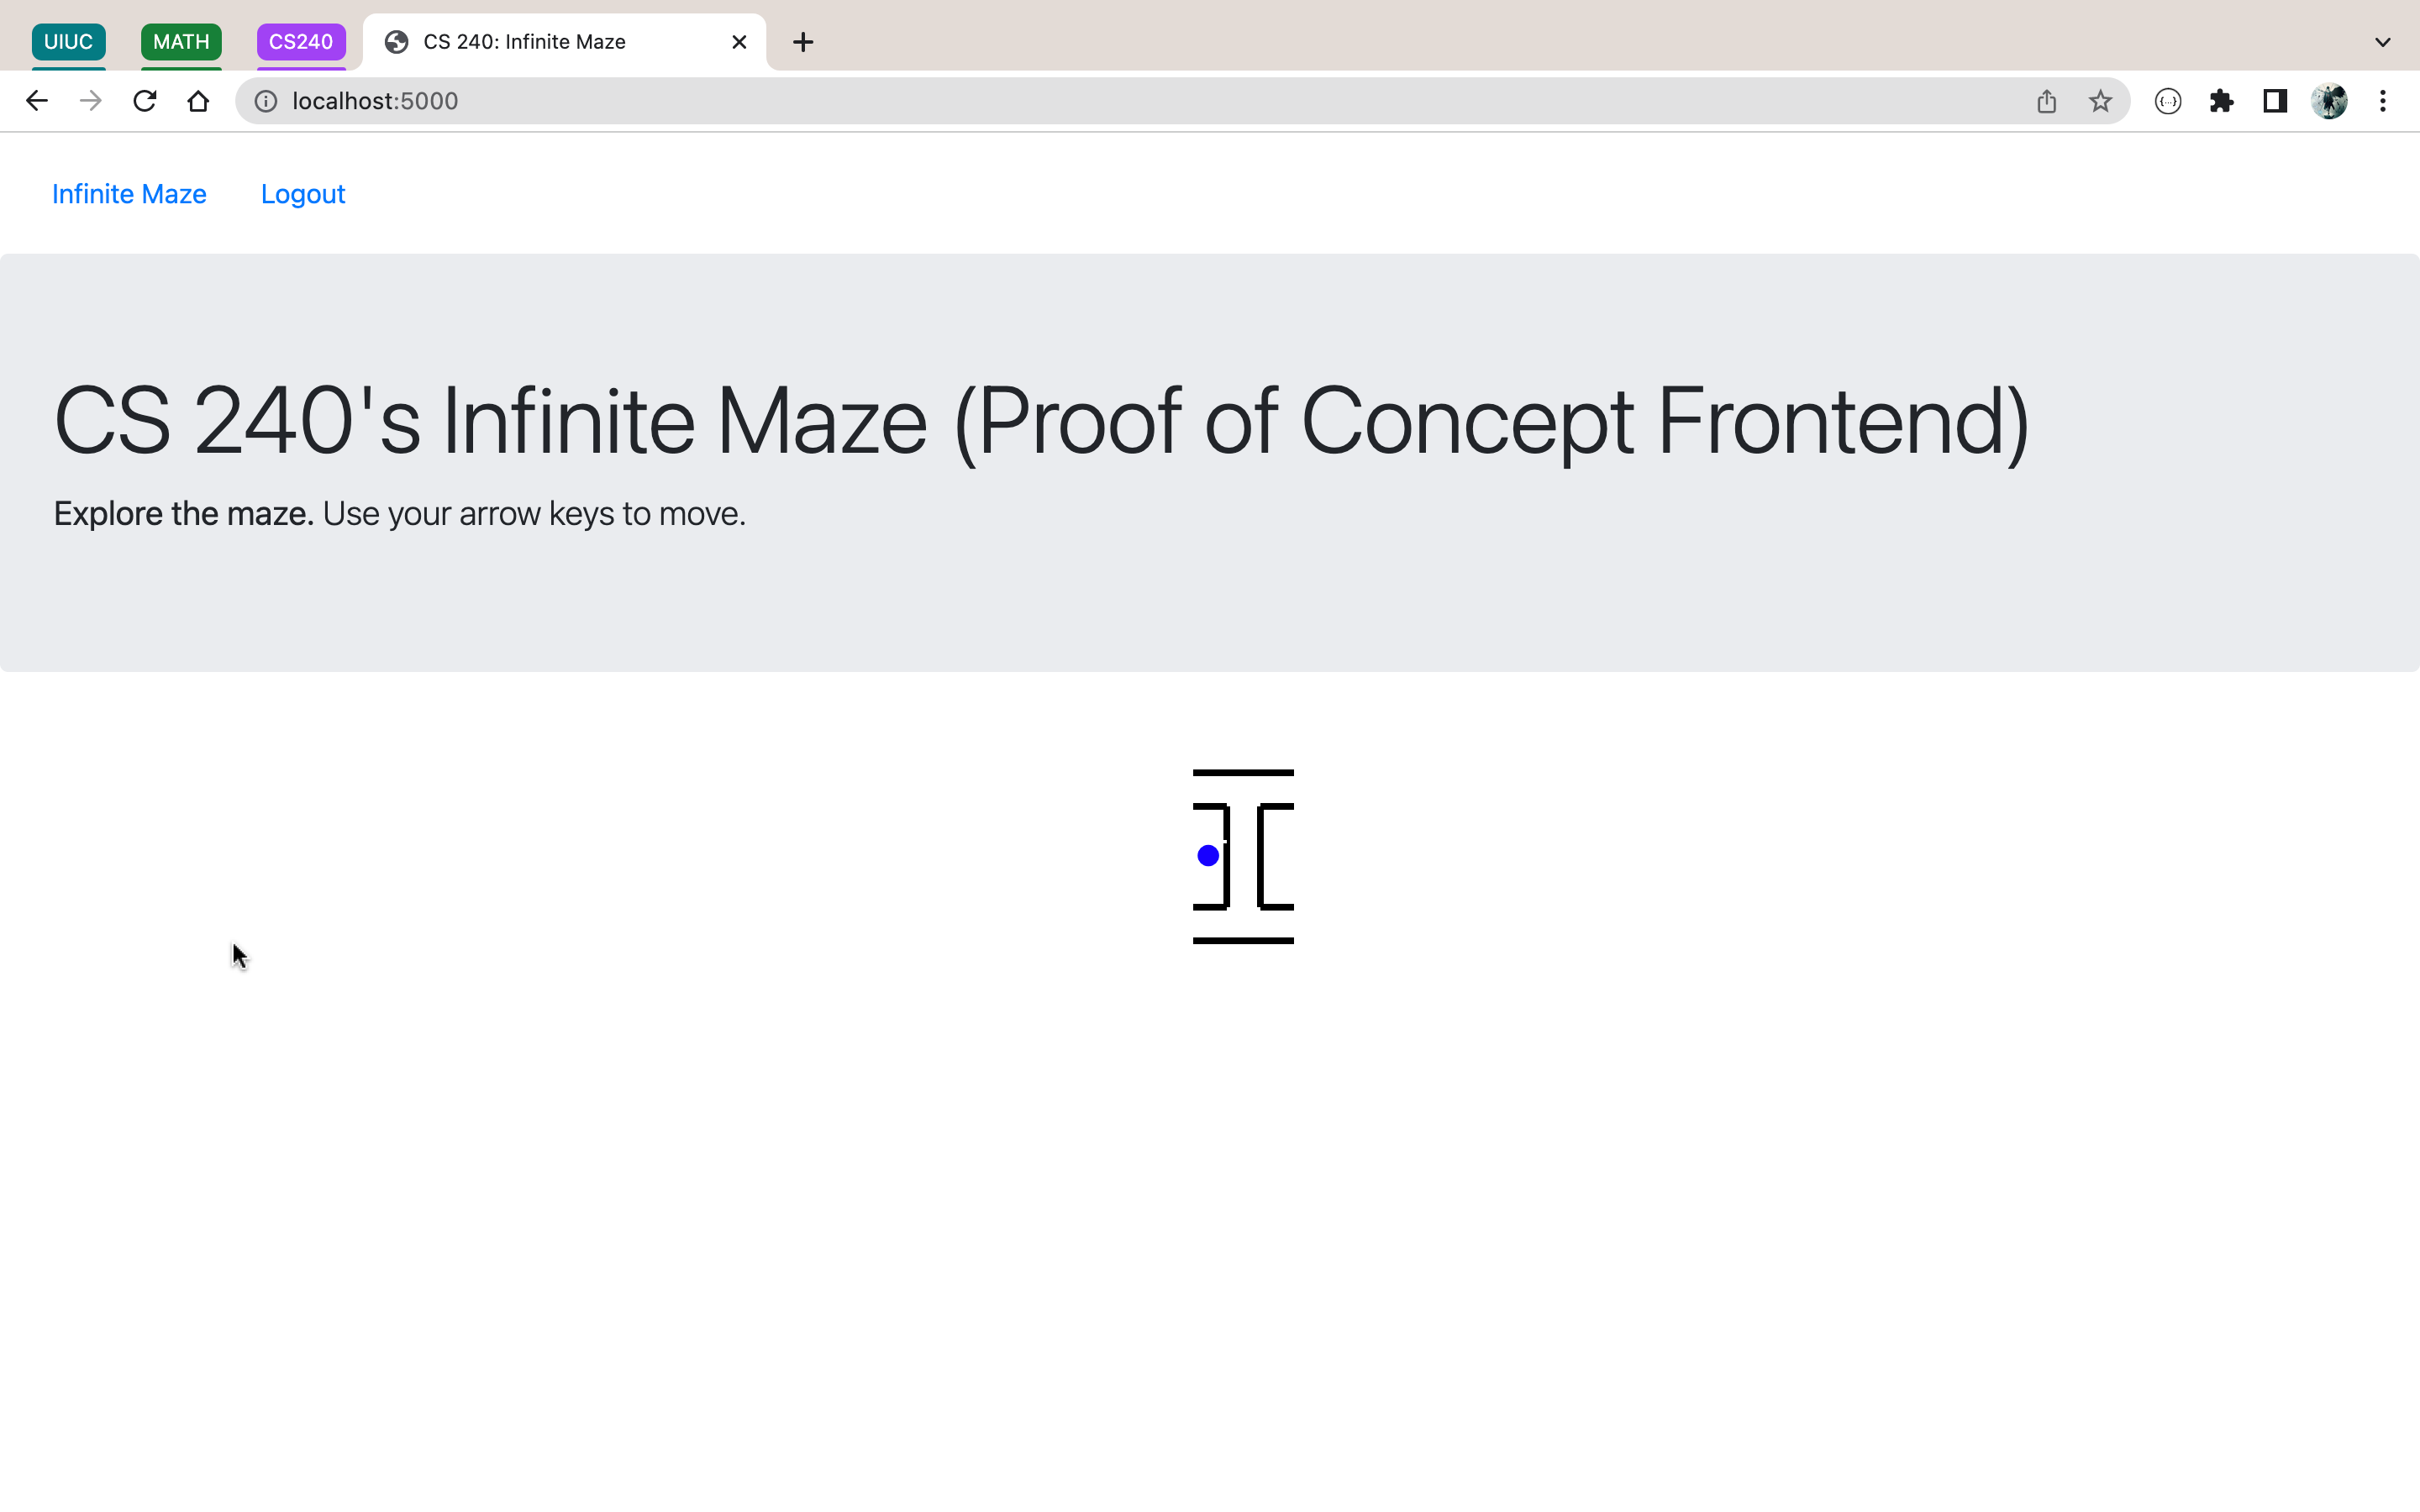 UIUC MATH CS240 CS 240: Infinite Maze
localhost:5000
Infinite Maze Logout
CS 240's Infinite Maze (Proof of Concept Frontend)
Explore the maze. Use your arrow keys to move.